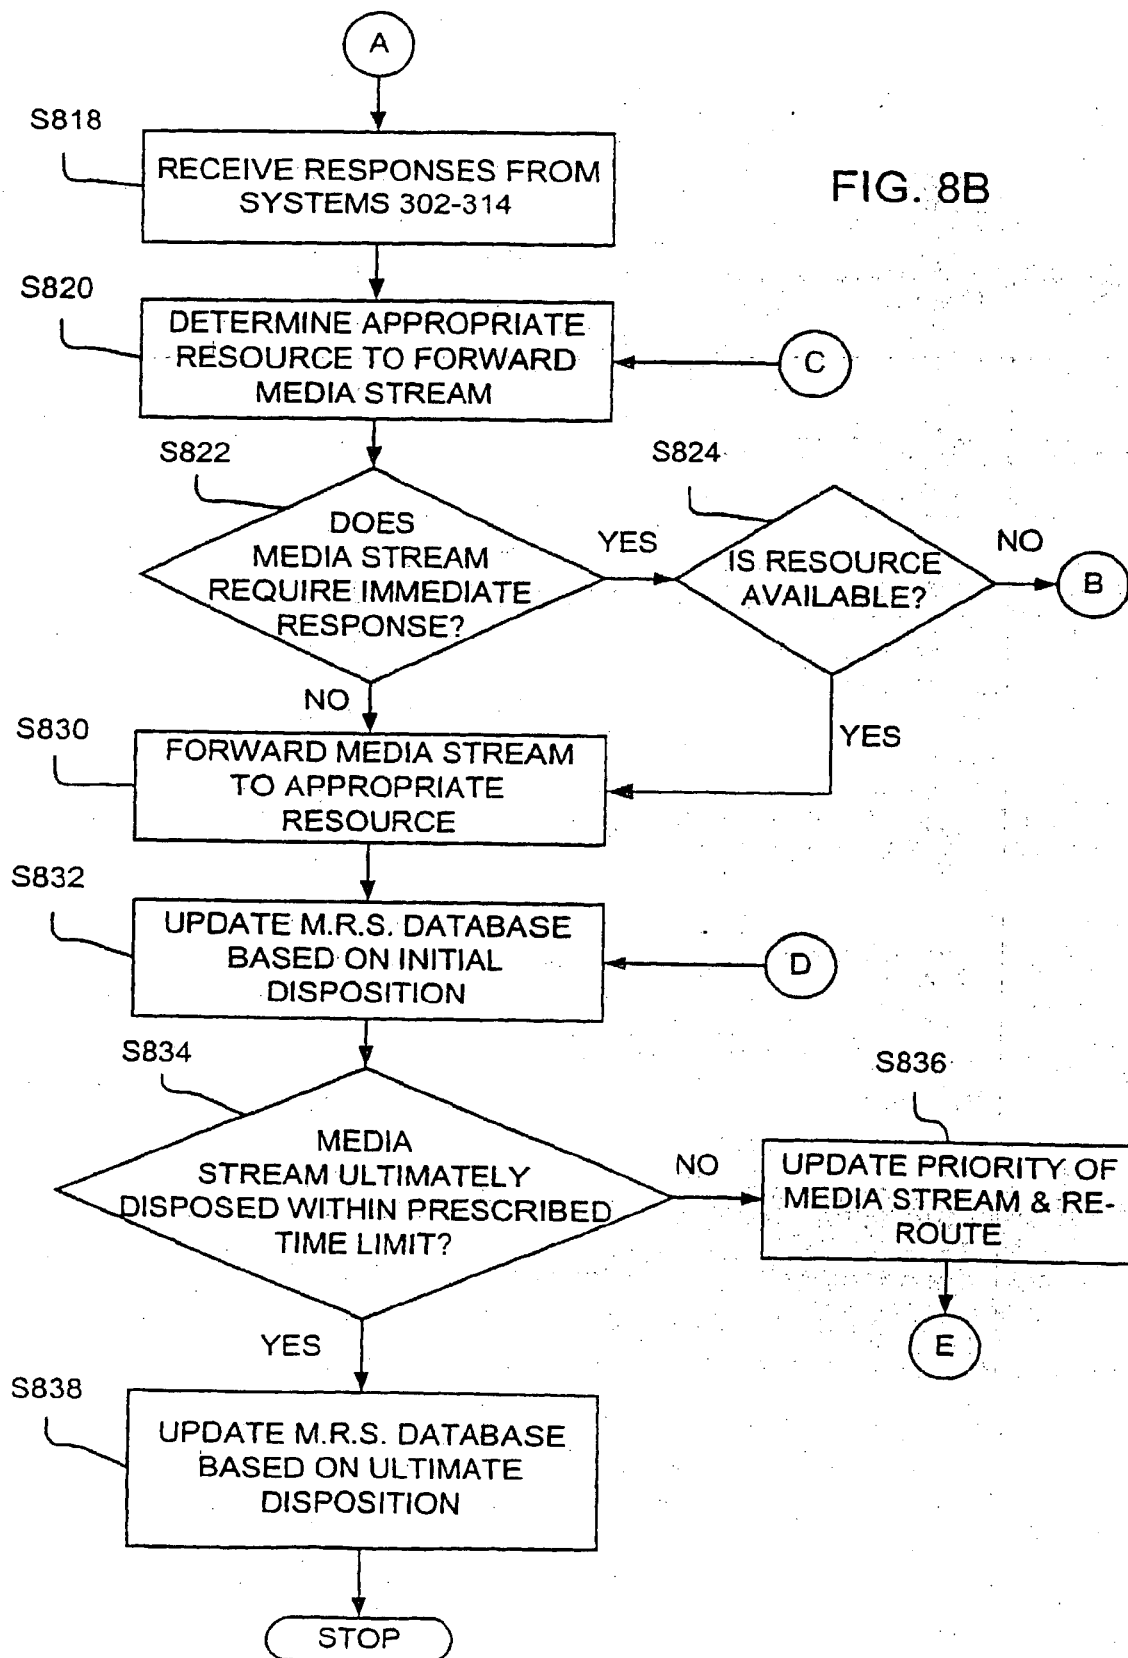 A
S818
RECEIVE RESPONSES FROM
SYSTEMS 302-314
FIG. 8B
S820
DETERMINE APPROPRIATE
RESOURCE TO FORWARD
MEDIA STREAM
C
S822
DOES
MEDIA STREAM
REQUIRE IMMEDIATE
RESPONSE?
YES
S824
IS RESOURCE
AVAILABLE?
NO
B
NO
YES
S830
FORWARD MEDIA STREAM
TO APPROPRIATE
RESOURCE
S832
UPDATE M.R.S. DATABASE
BASED ON INITIAL
DISPOSITION
D
S834
MEDIA
STREAM ULTIMATELY
DISPOSED WITHIN PRESCRIBED
TIME LIMIT?
NO
S836
UPDATE PRIORITY OF
MEDIA STREAM & RE-
ROUTE
E
YES
S838
UPDATE M.R.S. DATABASE
BASED ON ULTIMATE
DISPOSITION
STOP